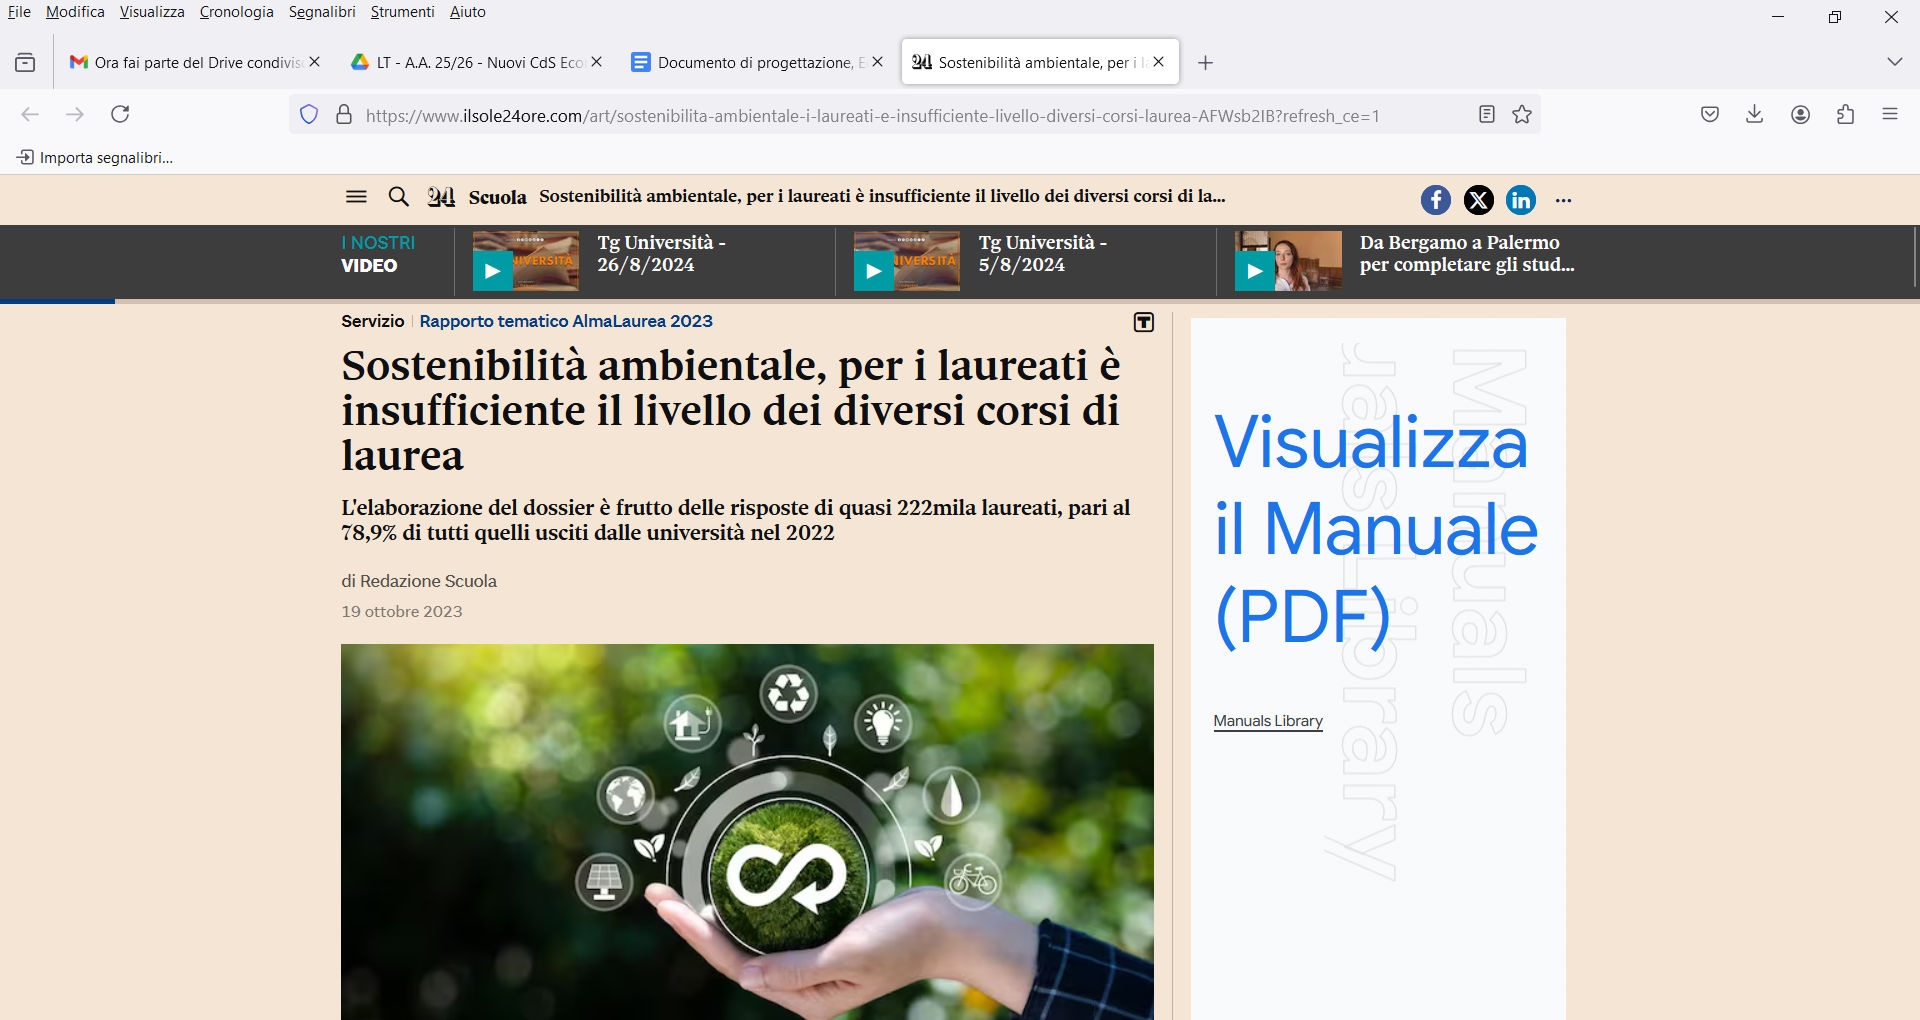 File Modifica Visualizza Cronologia Segnalibri Strumenti Aiuto
Ora fai parte del Drive condivis
LT - A.A. 25/26 - Nuovi CdS Eco
Documento di progettazione, E
24 Sostenibilità ambientale, per i l
https://www.ilsole24ore.com/art/sostenibilita-ambientale-i-laureati-e-insufficiente-livello-diversi-corsi-laurea-AFWsb2IB?refresh_ce=1
Importa segnalibri...
24 Scuola Sostenibilità ambientale, per i laureati è insufficiente il livello dei diversi corsi di la...
I NOSTRI
VIDEO
Tg Università -
26/8/2024
Tg Università -
5/8/2024
Da Bergamo a Palermo
per completare gli stud...
Servizio | Rapporto tematico AlmaLaurea 2023
T
Sostenibilità ambientale, per i laureati è
insufficiente il livello dei diversi corsi di
laurea
L'elaborazione del dossier è frutto delle risposte di quasi 222mila laureati, pari al
78,9% di tutti quelli usciti dalle università nel 2022
di Redazione Scuola
19 ottobre 2023
Visualizza
il Manuale
(PDF)
Manuals Library
Manuals
Library